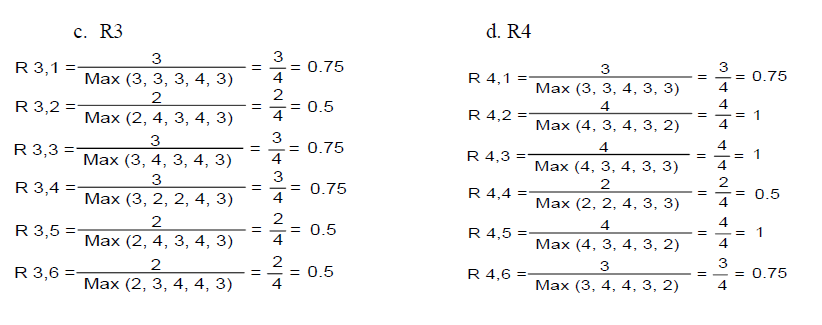 c. R3
R 3,1 = 3 / Max (3, 3, 3, 4, 3) = 3/4 = 0.75
R 3,2 = 2 / Max (2, 4, 3, 4, 3) = 2/4 = 0.5
R 3,3 = 3 / Max (3, 4, 3, 4, 3) = 3/4 = 0.75
R 3,4 = 3 / Max (3, 2, 2, 4, 3) = 3/4 = 0.75
R 3,5 = 2 / Max (2, 4, 3, 4, 3) = 2/4 = 0.5
R 3,6 = 2 / Max (2, 3, 4, 4, 3) = 2/4 = 0.5
d. R4
R 4,1 = 3 / Max (3, 3, 4, 3, 3) = 3/4 = 0.75
R 4,2 = 4 / Max (4, 3, 4, 3, 2) = 4/4 = 1
R 4,3 = 4 / Max (4, 3, 4, 3, 3) = 4/4 = 1
R 4,4 = 2 / Max (2, 2, 4, 3, 3) = 2/4 = 0.5
R 4,5 = 4 / Max (4, 3, 4, 3, 2) = 4/4 = 1
R 4,6 = 3 / Max (3, 4, 4, 3, 2) = 3/4 = 0.75